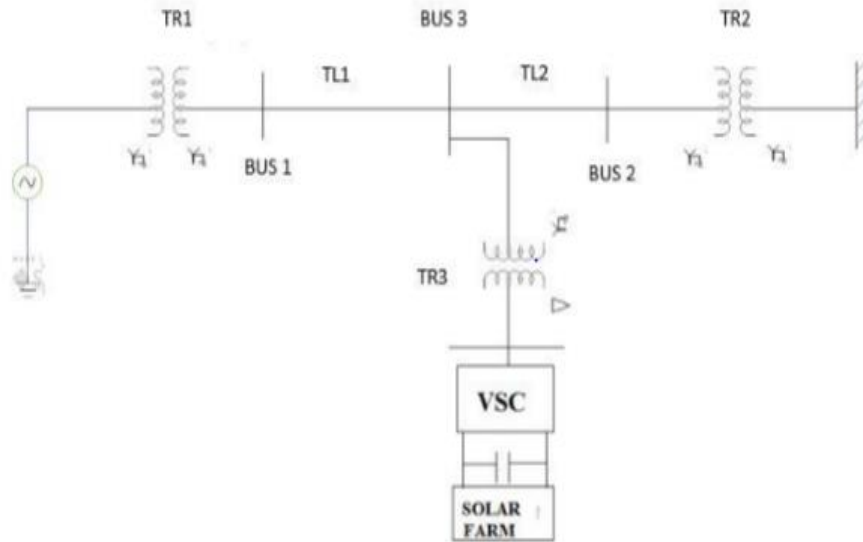 TR1
BUS 3
TR2
TL1
TL2
BUS 1
BUS 2
TR3
VSC
SOLAR
FARM